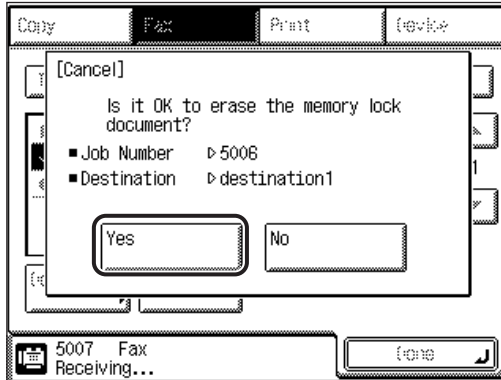 Copy
Fax
Print
Device
[Cancel]
Is it OK to erase the memory lock
document?
■Job Number ▷5006
■Destination ▷destination1
1
Yes
No
5007 Fax
Receiving...
Done